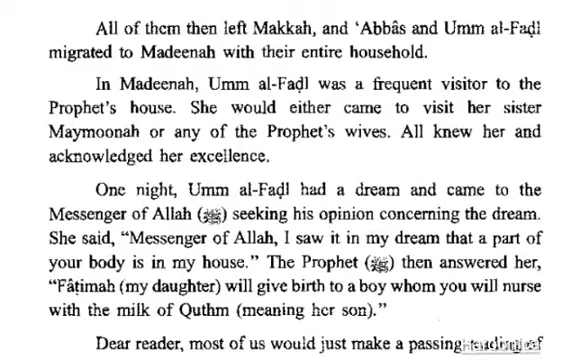 All of them then left Makkah, and ‘Abbâs and Umm al-Faḍl
migrated to Madeenah with their entire household.
In Madeenah, Umm al-Faḍl was a frequent visitor to the
Prophet's house. She would either came to visit her sister
Maymoonah or any of the Prophet's wives. All knew her and
acknowledged her excellence.
One night, Umm al-Faḍl had a dream and came to the
Messenger of Allah (ﷺ) seeking his opinion concerning the dream.
She said, “Messenger of Allah, I saw it in my dream that a part of
your body is in my house.” The Prophet (ﷺ) then answered her,
“Fâṭimah (my daughter) will give birth to a boy whom you will nurse
with the milk of Quthm (meaning her son).”
Dear reader, most of us would just make a passing reading of